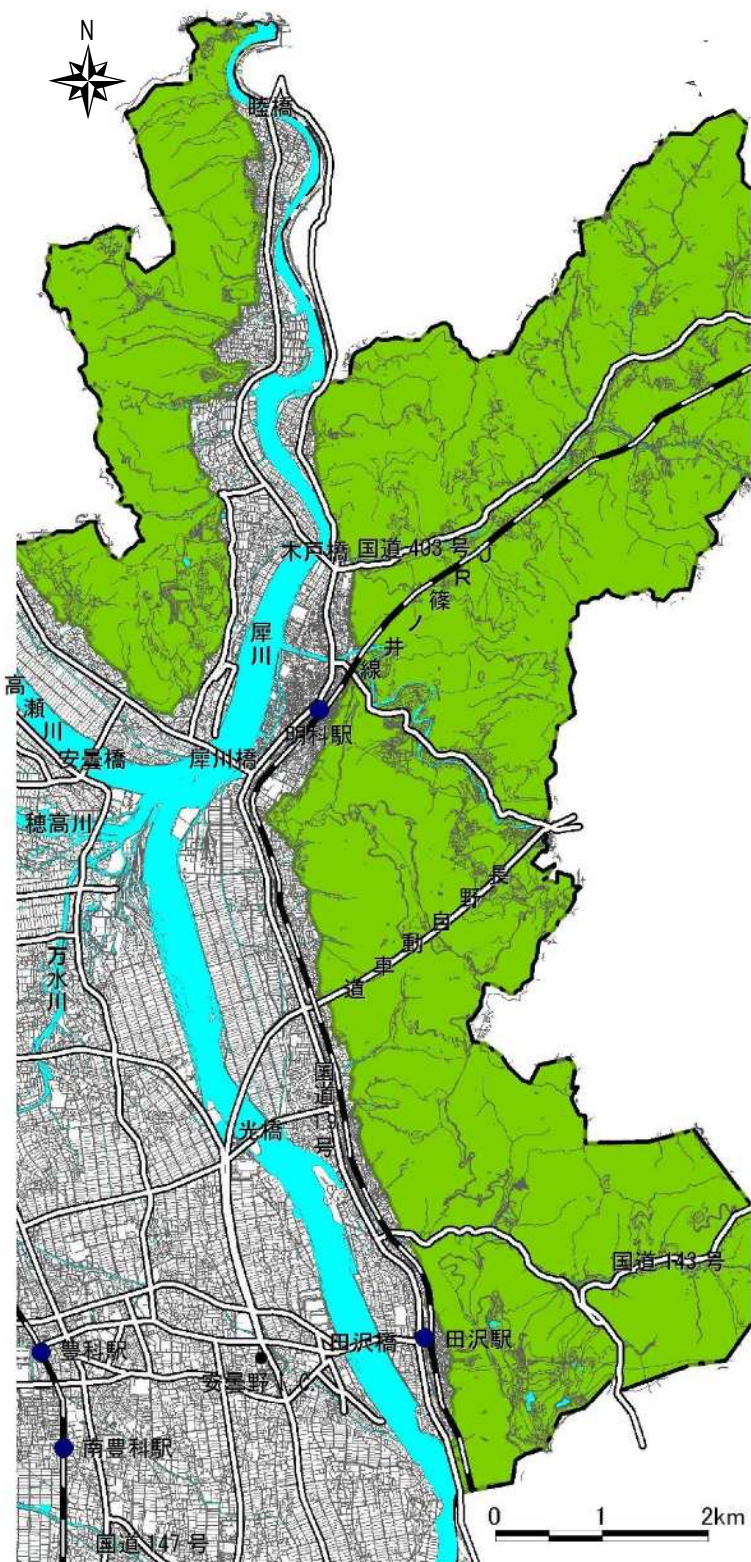 N
睦橋
木戸橋
国道403号
JR篠ノ井線
犀川
高瀬川
明科駅
安曇橋
犀川橋
穂高川
長野自動車道
万水川
国道19号
光橋
国道143号
田沢橋
田沢駅
豊科駅
安曇野I.C.
南豊科駅
国道147号
0 1 2km